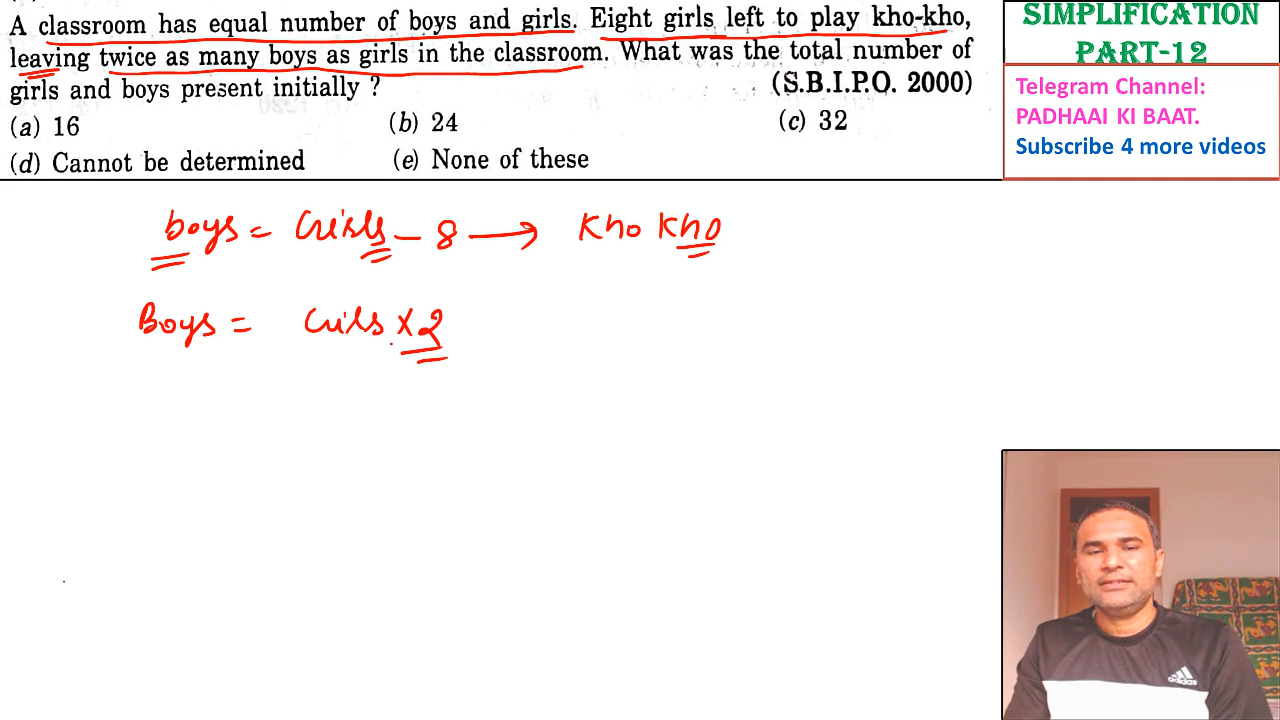 A classroom has equal number of boys and girls. Eight girls left to play kho-kho,
leaving twice as many boys as girls in the classroom. What was the total number of
girls and boys present initially ?
(S.B.I.P.O. 2000)
(a) 16
(b) 24
(c) 32
(d) Cannot be determined
(e) None of these
SIMPLIFICATION
PART-12
Telegram Channel:
PADHAAI KI BAAT.
Subscribe 4 more videos
boys = Girls – 8 → Kho Kho
Boys = Girls × 2
adidas